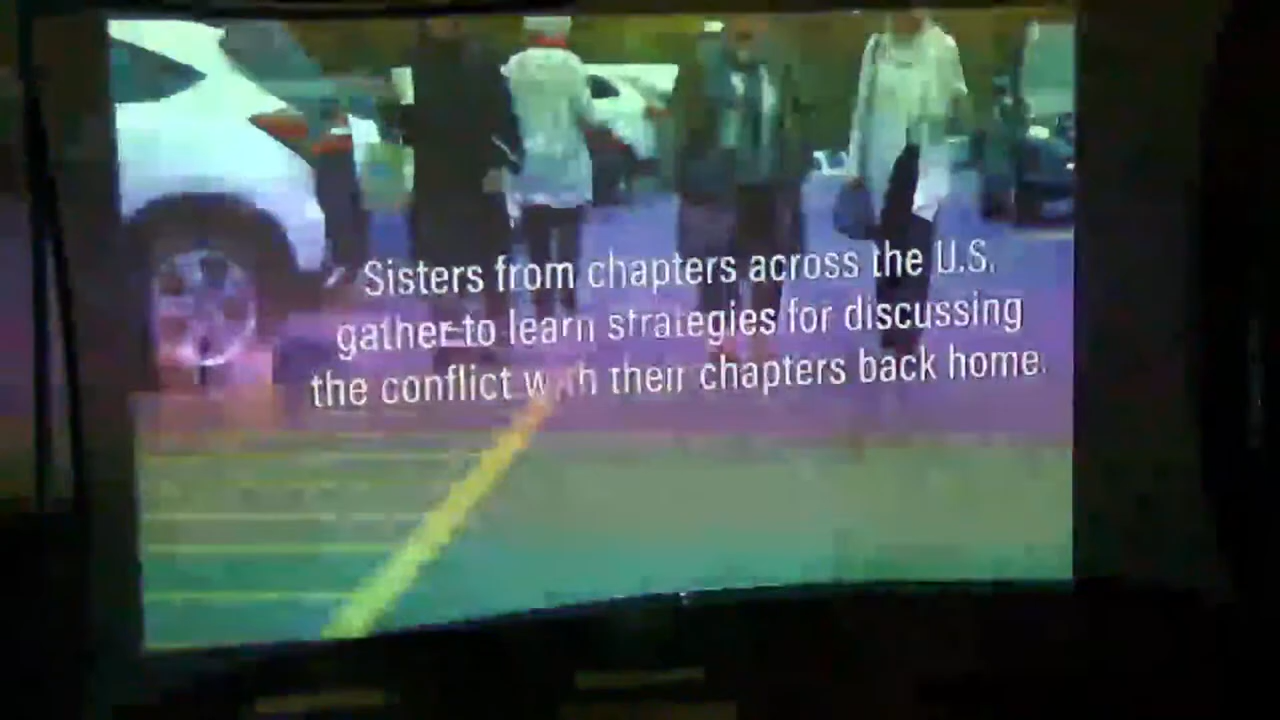 Sisters from chapters across the U.S.
gather to learn strategies for discussing
the conflict with their chapters back home.